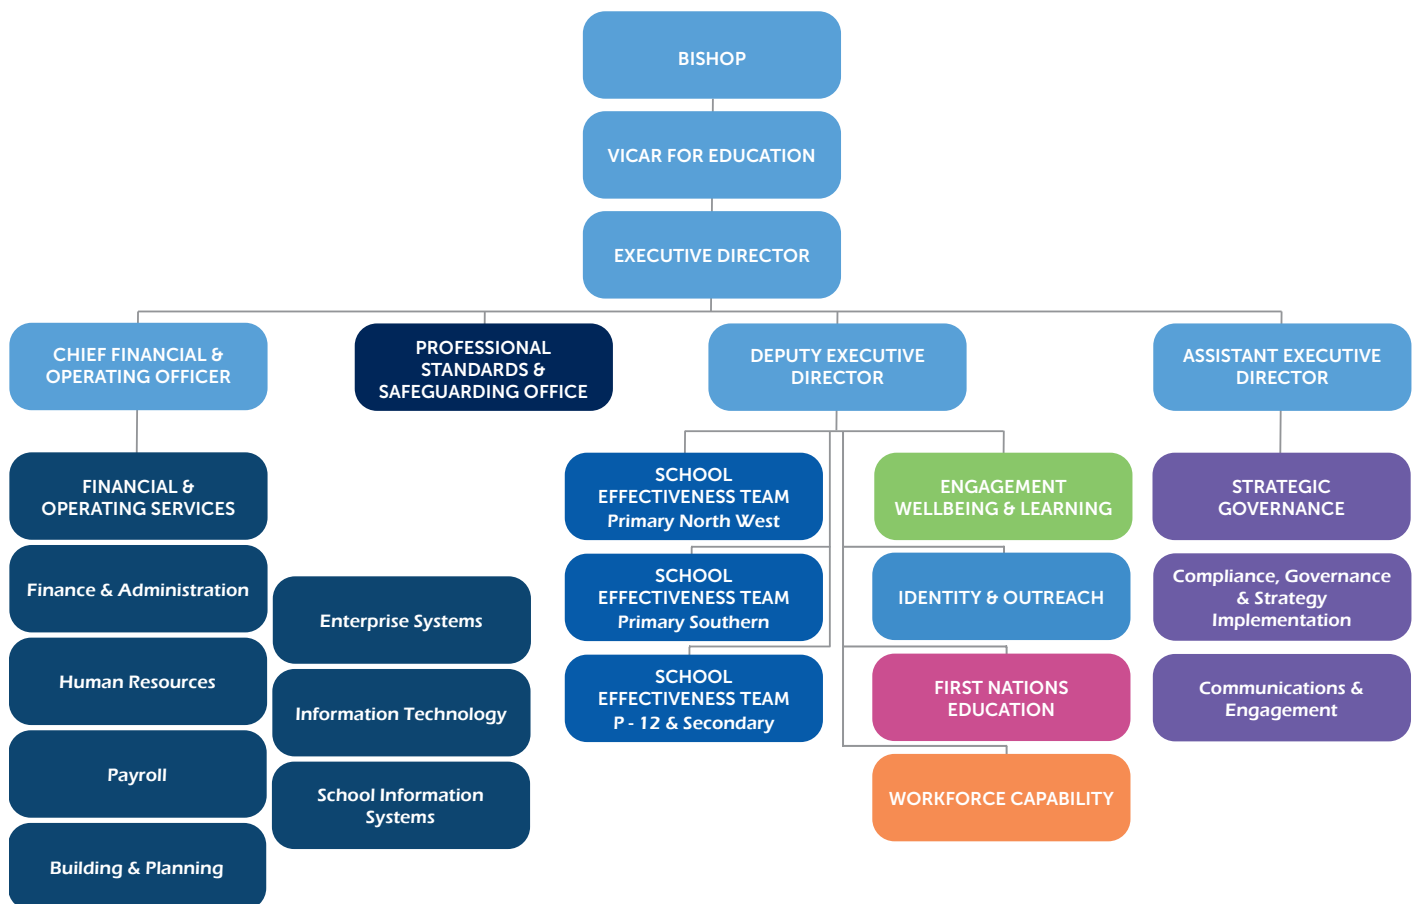 BISHOP
VICAR FOR EDUCATION
EXECUTIVE DIRECTOR
CHIEF FINANCIAL &
OPERATING OFFICER
PROFESSIONAL
STANDARDS &
SAFEGUARDING OFFICE
DEPUTY EXECUTIVE
DIRECTOR
ASSISTANT EXECUTIVE
DIRECTOR
FINANCIAL &
OPERATING SERVICES
Finance & Administration
Human Resources
Payroll
Building & Planning
Enterprise Systems
Information Technology
School Information
Systems
SCHOOL
EFFECTIVENESS TEAM
Primary North West
SCHOOL
EFFECTIVENESS TEAM
Primary Southern
SCHOOL
EFFECTIVENESS TEAM
P - 12 & Secondary
ENGAGEMENT
WELLBEING & LEARNING
IDENTITY & OUTREACH
FIRST NATIONS
EDUCATION
WORKFORCE CAPABILITY
STRATEGIC
GOVERNANCE
Compliance, Governance
& Strategy
Implementation
Communications &
Engagement